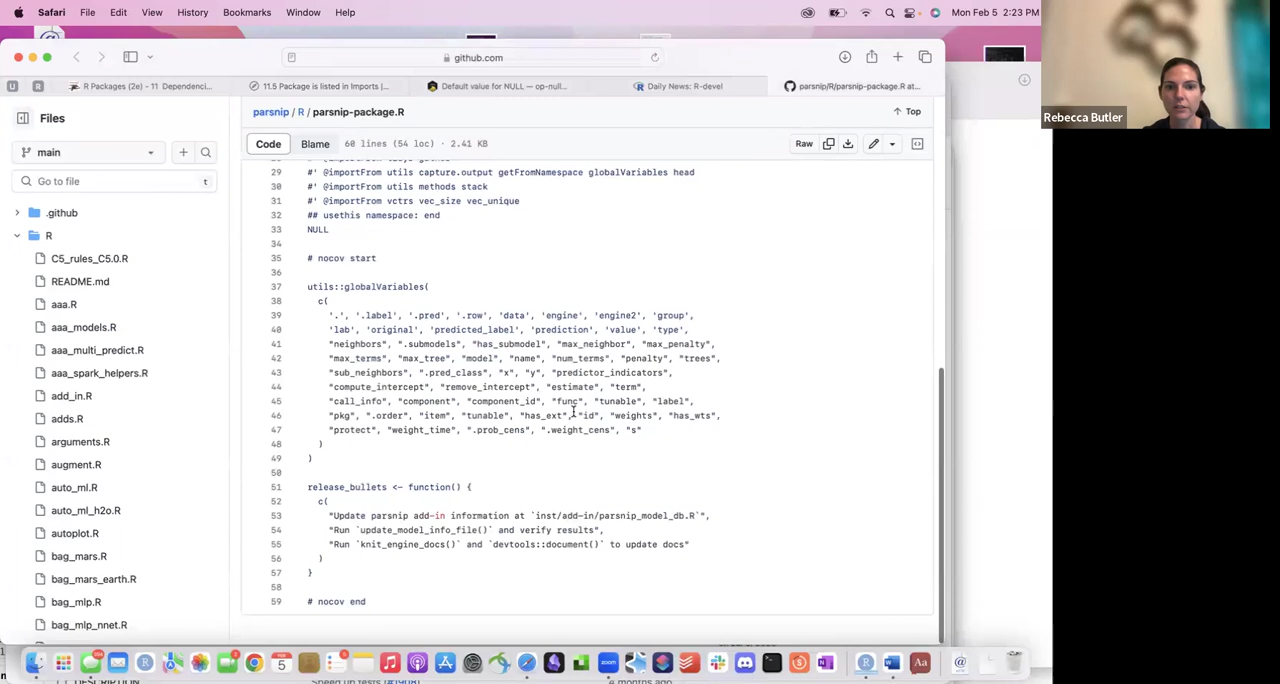 Safari File Edit View History Bookmarks Window Help
Mon Feb 5 2:23 PM
github.com
R Packages (2e) - 11 Dependenci...
11.5 Package is listed in Imports |...
Default value for NULL — op-null...
Daily News: R-devel
parsnip/R/parsnip-package.R at...
Files
main
Go to file t
.github
R
C5_rules_C5.0.R
README.md
aaa.R
aaa_models.R
aaa_multi_predict.R
aaa_spark_helpers.R
add_in.R
adds.R
arguments.R
augment.R
auto_ml.R
auto_ml_h2o.R
autoplot.R
bag_mars.R
bag_mars_earth.R
bag_mlp.R
bag_mlp_nnet.R
parsnip / R / parsnip-package.R
Top
Code Blame 60 lines (54 loc) · 2.41 KB
Raw
29 #' @importFrom utils capture.output getFromNamespace globalVariables head
30 #' @importFrom utils methods stack
31 #' @importFrom vctrs vec_size vec_unique
32 ## usethis namespace: end
33 NULL
34
35 # nocov start
36
37 utils::globalVariables(
38 c(
39 '.', '.label', '.pred', '.row', 'data', 'engine', 'engine2', 'group',
40 'lab', 'original', 'predicted_label', 'prediction', 'value', 'type',
41 "neighbors", ".submodels", "has_submodel", "max_neighbor", "max_penalty",
42 "max_terms", "max_tree", "model", "name", "num_terms", "penalty", "trees",
43 "sub_neighbors", ".pred_class", "x", "y", "predictor_indicators",
44 "compute_intercept", "remove_intercept", "estimate", "term",
45 "call_info", "component", "component_id", "func", "tunable", "label",
46 "pkg", ".order", "item", "tunable", "has_ext", "id", "weights", "has_wts",
47 "protect", "weight_time", ".prob_cens", ".weight_cens", "s"
48 )
49 )
50
51 release_bullets <- function() {
52 c(
53 "Update parsnip add-in information at `inst/add-in/parsnip_model_db.R`",
54 "Run `update_model_info_file()` and verify results",
55 "Run `knit_engine_docs()` and `devtools::document()` to update docs"
56 )
57 }
58
59 # nocov end
Rebecca Butler
DESCRIPTION
Speed up tests (#1908)
4 months ago